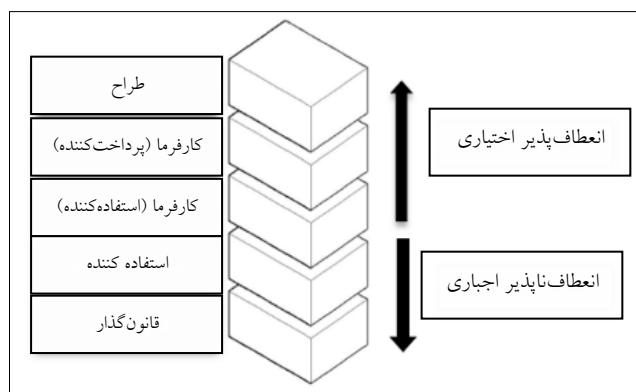 طراح
کارفرما (پرداخت‌کننده)
کارفرما (استفاده‌کننده)
استفاده کننده
قانون‌گذار
انعطاف‌پذیر اختیاری
انعطاف‌ناپذیر اجباری